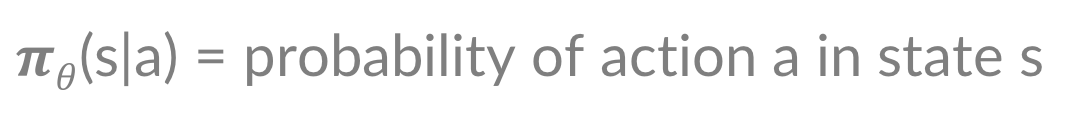 π_θ(s|a) = probability of action a in state s